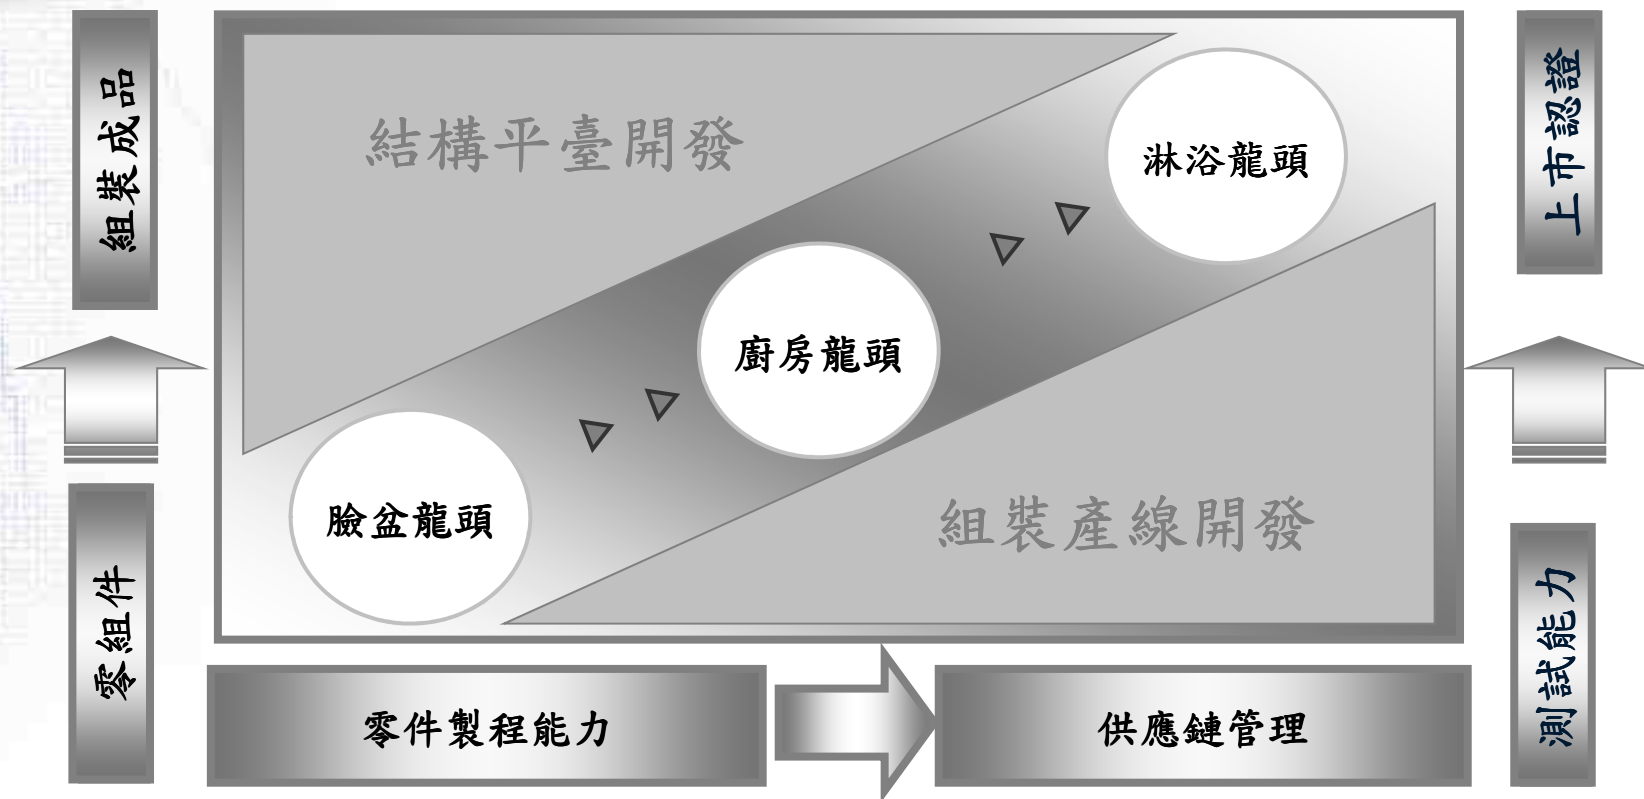 組裝成品
結構平臺開發
淋浴龍頭
上市認證
廚房龍頭
臉盆龍頭
組裝產線開發
零組件
測試能力
零件製程能力
供應鏈管理